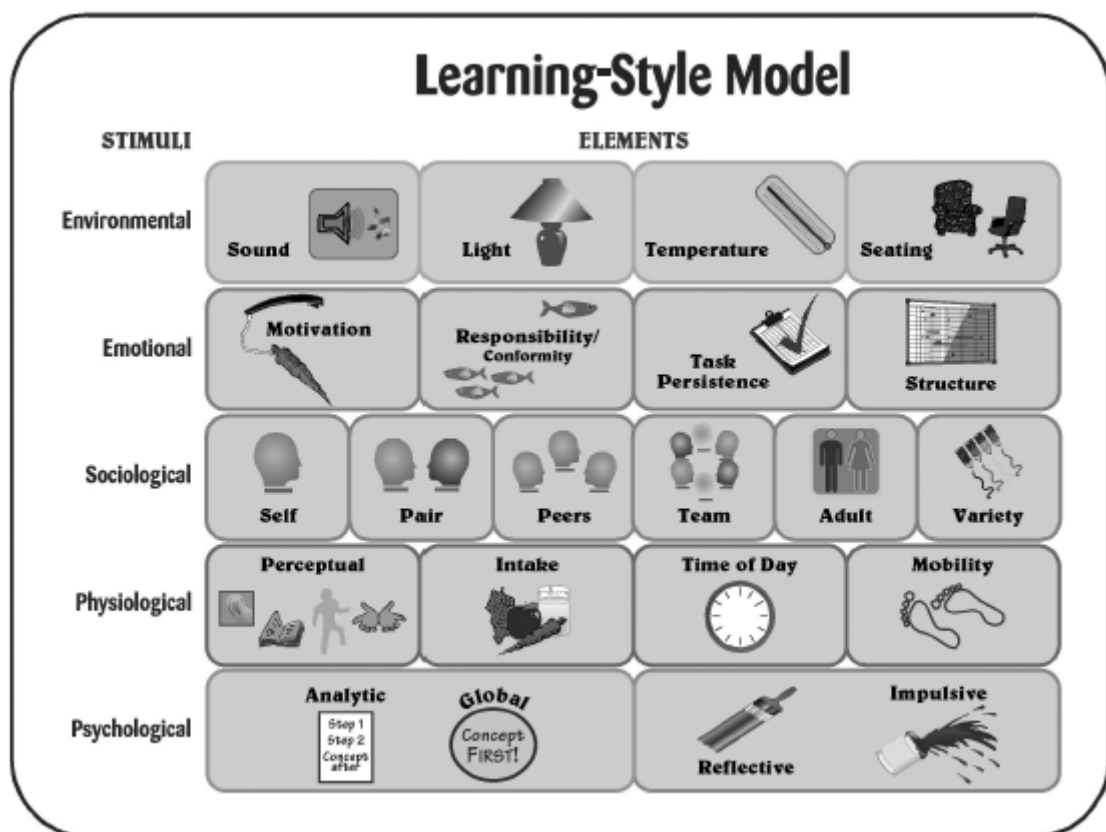 Learning-Style Model
STIMULI
ELEMENTS
Environmental
Sound
Light
Temperature
Seating
Emotional
Motivation
Responsibility/
Conformity
Task
Persistence
Structure
Sociological
Self
Pair
Peers
Team
Adult
Variety
Physiological
Perceptual
Intake
Time of Day
Mobility
Psychological
Analytic
Step 1
Step 2
Concept
after
Global
Concept
FIRST!
Reflective
Impulsive